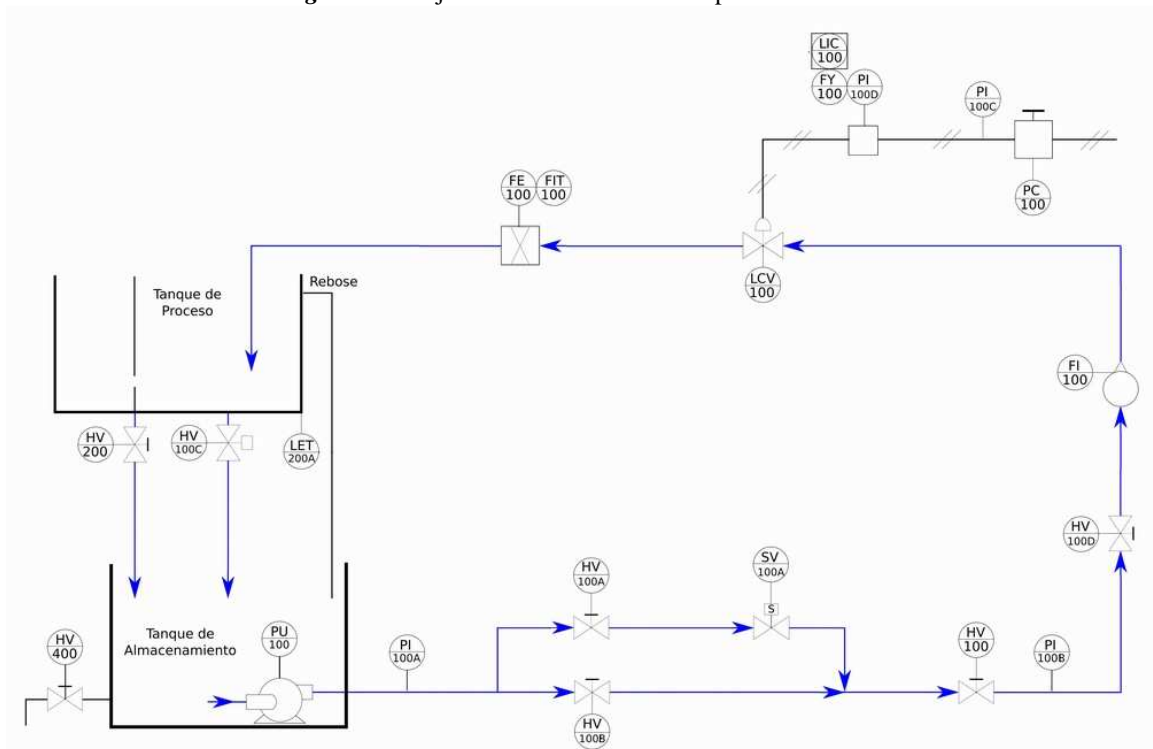 LIC
100
FY
100
PI
100D
PI
100C
PC
100
FE
100
FIT
100
LCV
100
Rebose
Tanque de
Proceso
FI
100
HV
200
HV
100C
LET
200A
HV
100D
HV
100A
SV
100A
S
HV
400
Tanque de
Almacenamiento
PU
100
PI
100A
HV
100
PI
100B
HV
100B